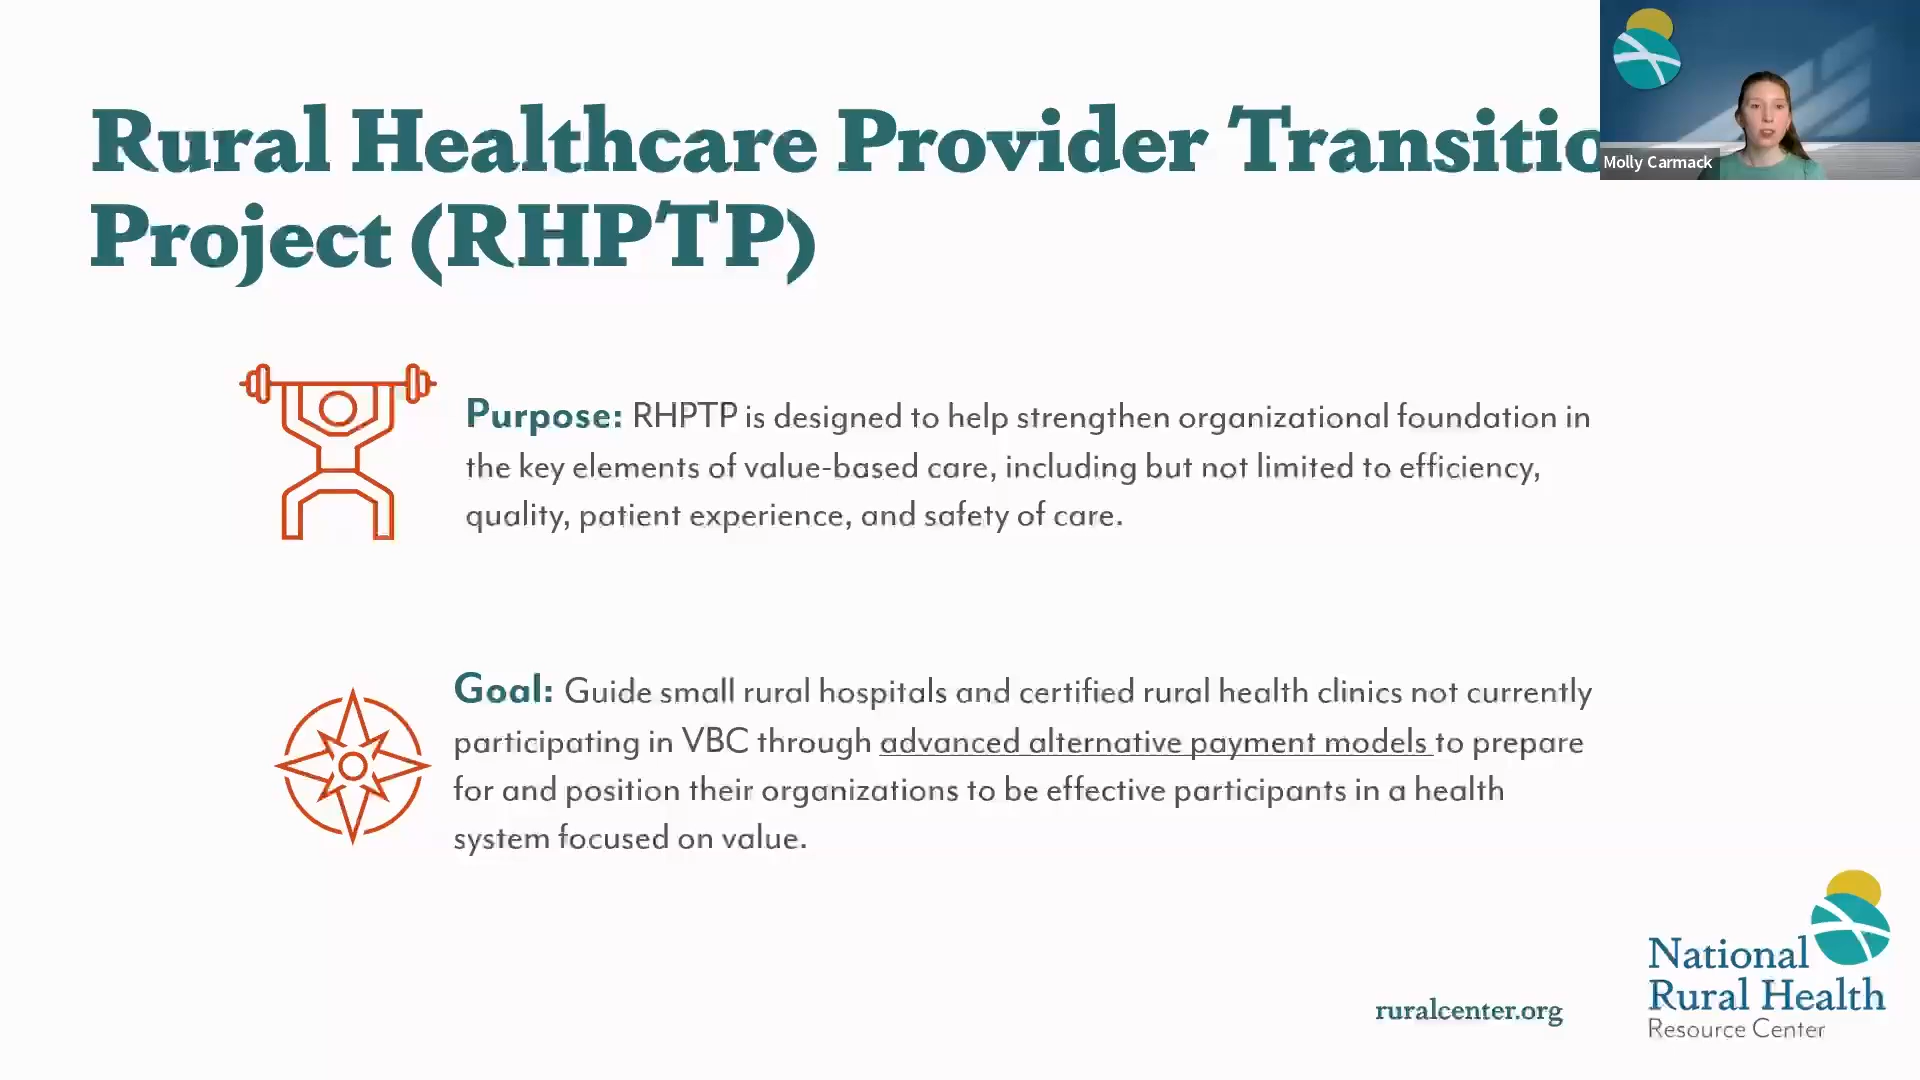 Rural Healthcare Provider Transitio
Project (RHPTP)
Molly Carmack
Purpose: RHPTP is designed to help strengthen organizational foundation in
the key elements of value-based care, including but not limited to efficiency,
quality, patient experience, and safety of care.
Goal: Guide small rural hospitals and certified rural health clinics not currently
participating in VBC through advanced alternative payment models to prepare
for and position their organizations to be effective participants in a health
system focused on value.
ruralcenter.org
National
Rural Health
Resource Center